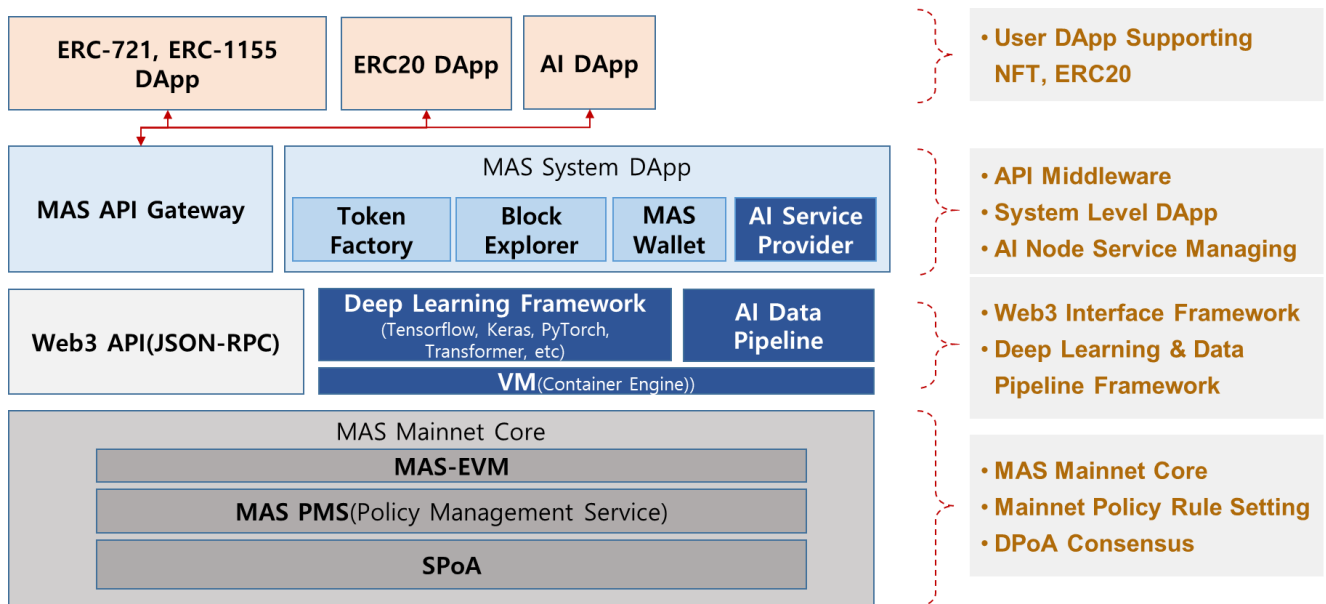 ERC-721, ERC-1155
DApp
ERC20 DApp
AI DApp
• User DApp Supporting
NFT, ERC20
MAS API Gateway
MAS System DApp
Token
Factory
Block
Explorer
MAS
Wallet
AI Service
Provider
• API Middleware
• System Level DApp
• AI Node Service Managing
Web3 API(JSON-RPC)
Deep Learning Framework
(Tensorflow, Keras, PyTorch,
Transformer, etc)
AI Data
Pipeline
VM(Container Engine))
• Web3 Interface Framework
• Deep Learning & Data
Pipeline Framework
MAS Mainnet Core
MAS-EVM
MAS PMS(Policy Management Service)
SPoA
• MAS Mainnet Core
• Mainnet Policy Rule Setting
• DPoA Consensus